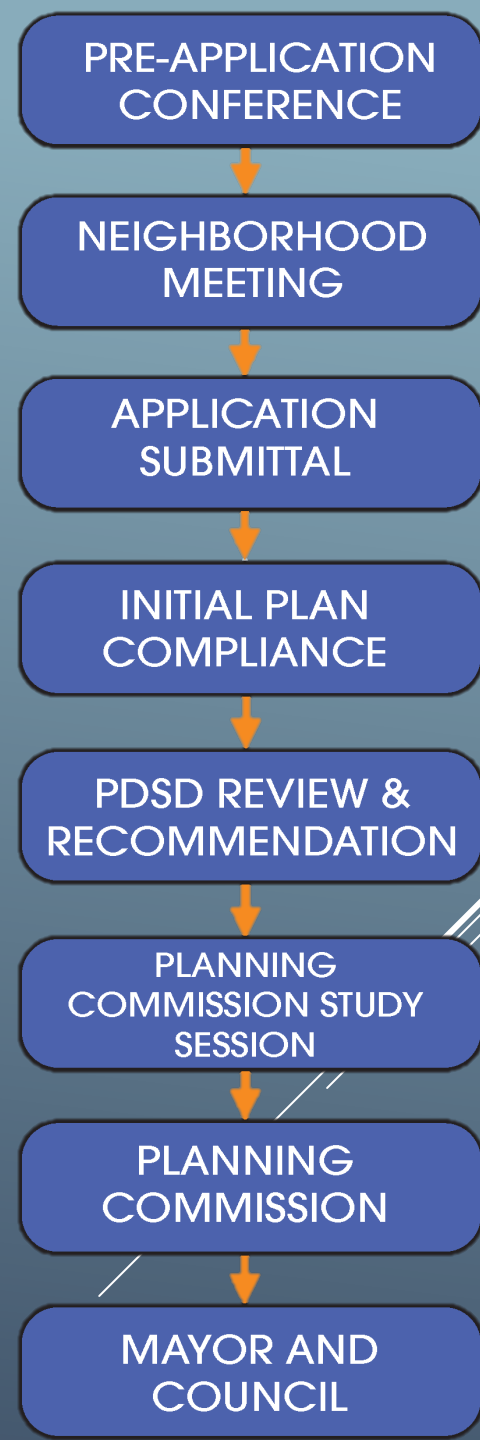 PRE-APPLICATION
CONFERENCE
NEIGHBORHOOD
MEETING
APPLICATION
SUBMITTAL
INITIAL PLAN
COMPLIANCE
PDSD REVIEW &
RECOMMENDATION
PLANNING
COMMISSION STUDY
SESSION
PLANNING
COMMISSION
MAYOR AND
COUNCIL